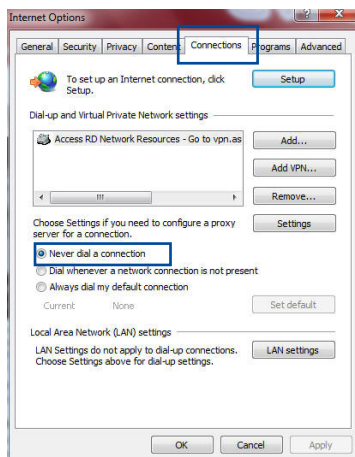 Internet Options
General Security Privacy Content Connections Programs Advanced
To set up an Internet connection, click
Setup.
Setup
Dial-up and Virtual Private Network settings
Access RD Network Resources - Go to vpn.as
Add...
Add VPN...
Remove...
Choose Settings if you need to configure a proxy
server for a connection.
Settings
Never dial a connection
Dial whenever a network connection is not present
Always dial my default connection
Current None
Set default
Local Area Network (LAN) settings
LAN Settings do not apply to dial-up connections.
Choose Settings above for dial-up settings.
LAN settings
OK Cancel Apply